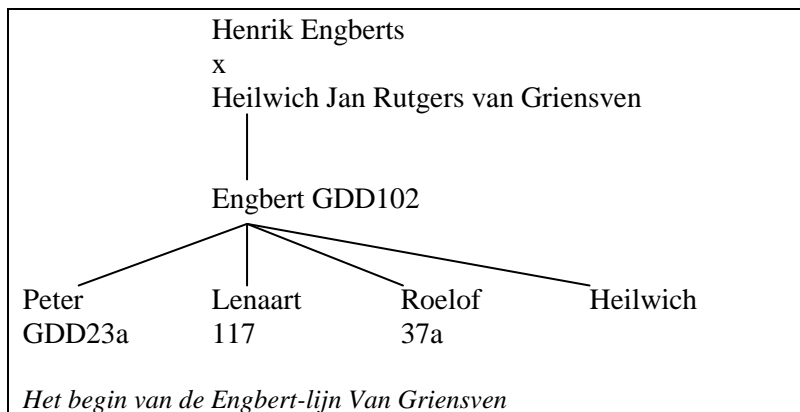 Henrik Engberts
x
Heilwich Jan Rutgers van Griensven
Engbert GDD102
Peter Lenaart Roelof Heilwich
GDD23a 117 37a
Het begin van de Engbert-lijn Van Griensven